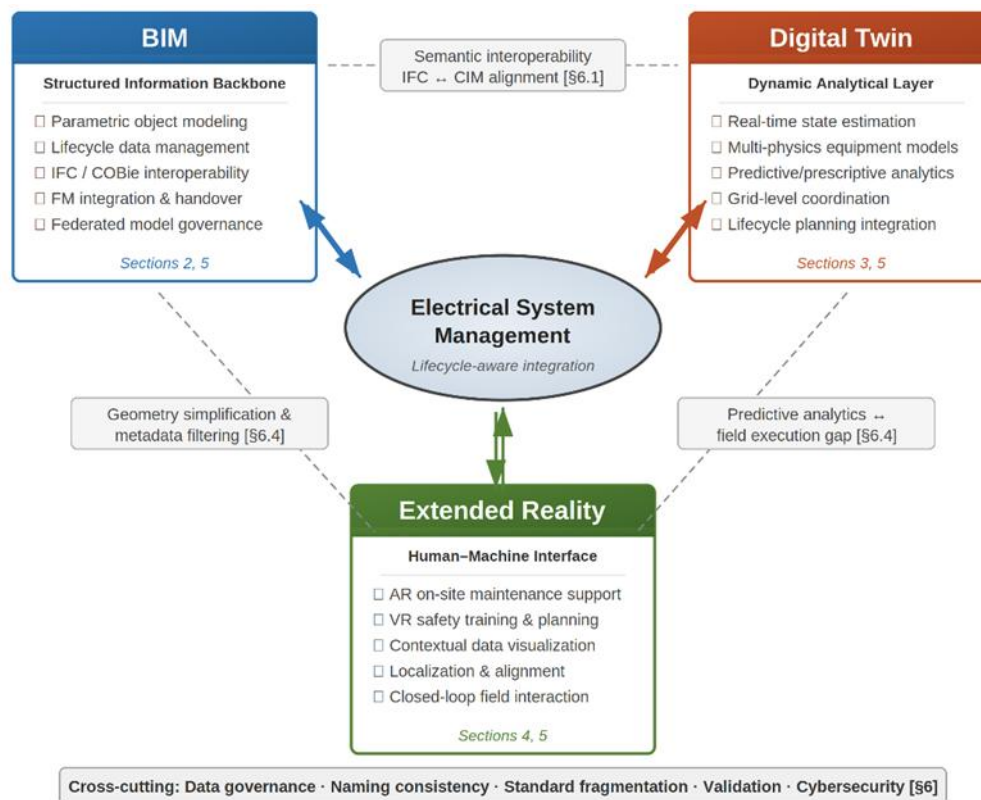 BIM
Structured Information Backbone
□ Parametric object modeling
□ Lifecycle data management
□ IFC / COBie interoperability
□ FM integration & handover
□ Federated model governance
Sections 2, 5
Semantic interoperability
IFC ↔ CIM alignment [§6.1]
Digital Twin
Dynamic Analytical Layer
□ Real-time state estimation
□ Multi-physics equipment models
□ Predictive/prescriptive analytics
□ Grid-level coordination
□ Lifecycle planning integration
Sections 3, 5
Electrical System
Management
Lifecycle-aware integration
Geometry simplification &
metadata filtering [§6.4]
Predictive analytics ↔
field execution gap [§6.4]
Extended Reality
Human–Machine Interface
□ AR on-site maintenance support
□ VR safety training & planning
□ Contextual data visualization
□ Localization & alignment
□ Closed-loop field interaction
Sections 4, 5
Cross-cutting: Data governance · Naming consistency · Standard fragmentation · Validation · Cybersecurity [§6]